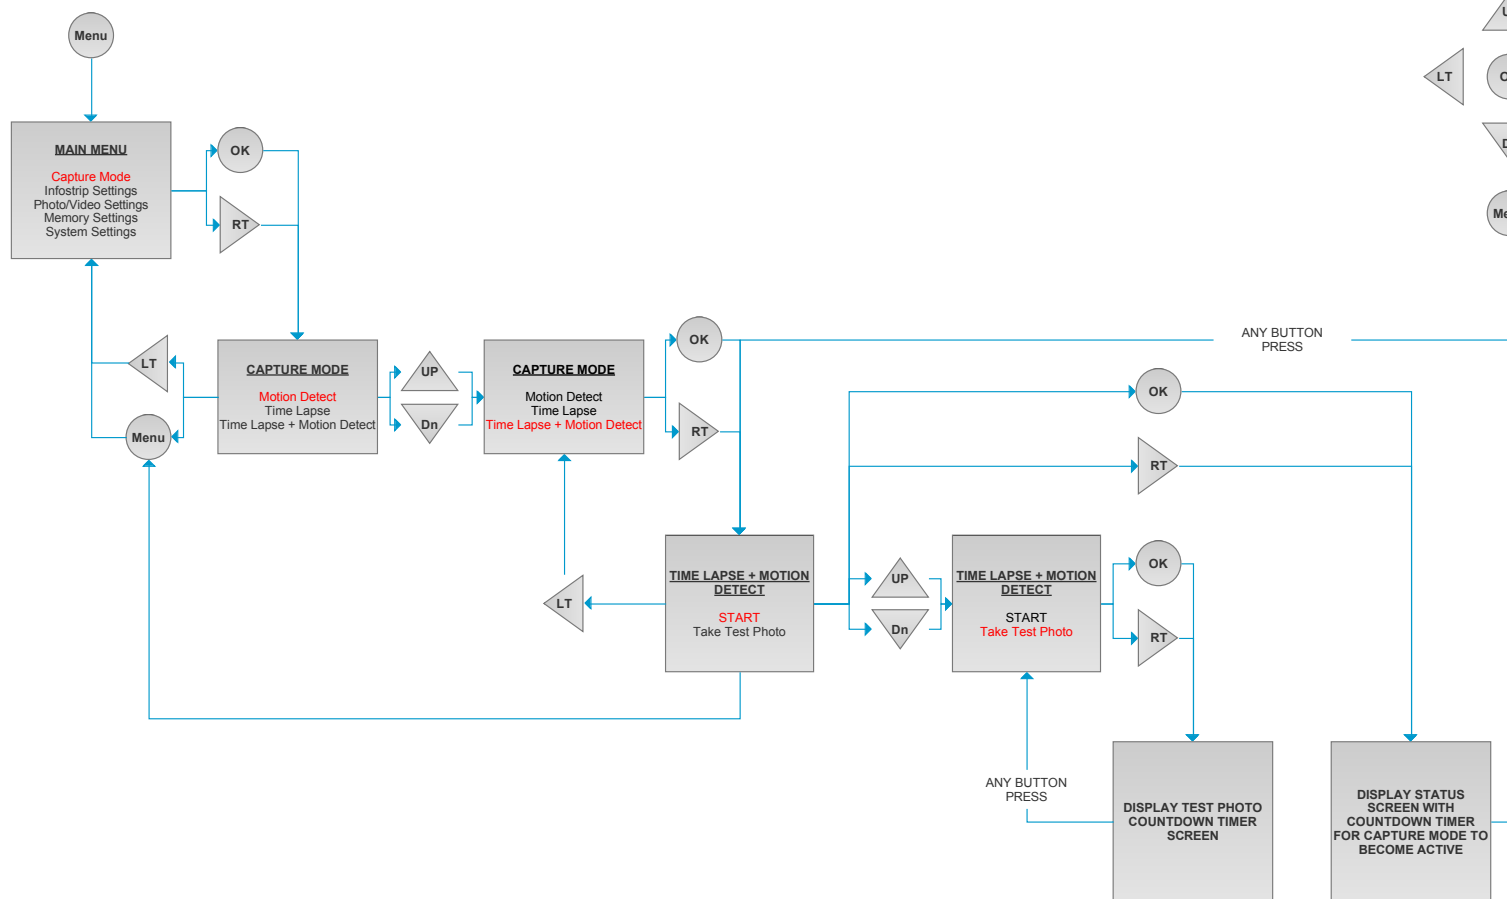 Menu
MAIN MENU
Capture Mode
Infostrip Settings
Photo/Video Settings
Memory Settings
System Settings
OK
RT
LT
Menu
CAPTURE MODE
Motion Detect
Time Lapse
Time Lapse + Motion Detect
UP
Dn
CAPTURE MODE
Motion Detect
Time Lapse
Time Lapse + Motion Detect
OK
RT
LT
ANY BUTTON
PRESS
OK
RT
LT
TIME LAPSE + MOTION
DETECT
START
Take Test Photo
UP
Dn
TIME LAPSE + MOTION
DETECT
START
Take Test Photo
OK
RT
ANY BUTTON
PRESS
DISPLAY TEST PHOTO
COUNTDOWN TIMER
SCREEN
DISPLAY STATUS
SCREEN WITH
COUNTDOWN TIMER
FOR CAPTURE MODE TO
BECOME ACTIVE